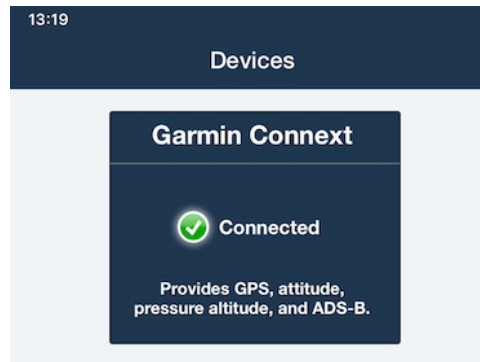 13:19
Devices
Garmin Connext
Connected
Provides GPS, attitude,
pressure altitude, and ADS-B.